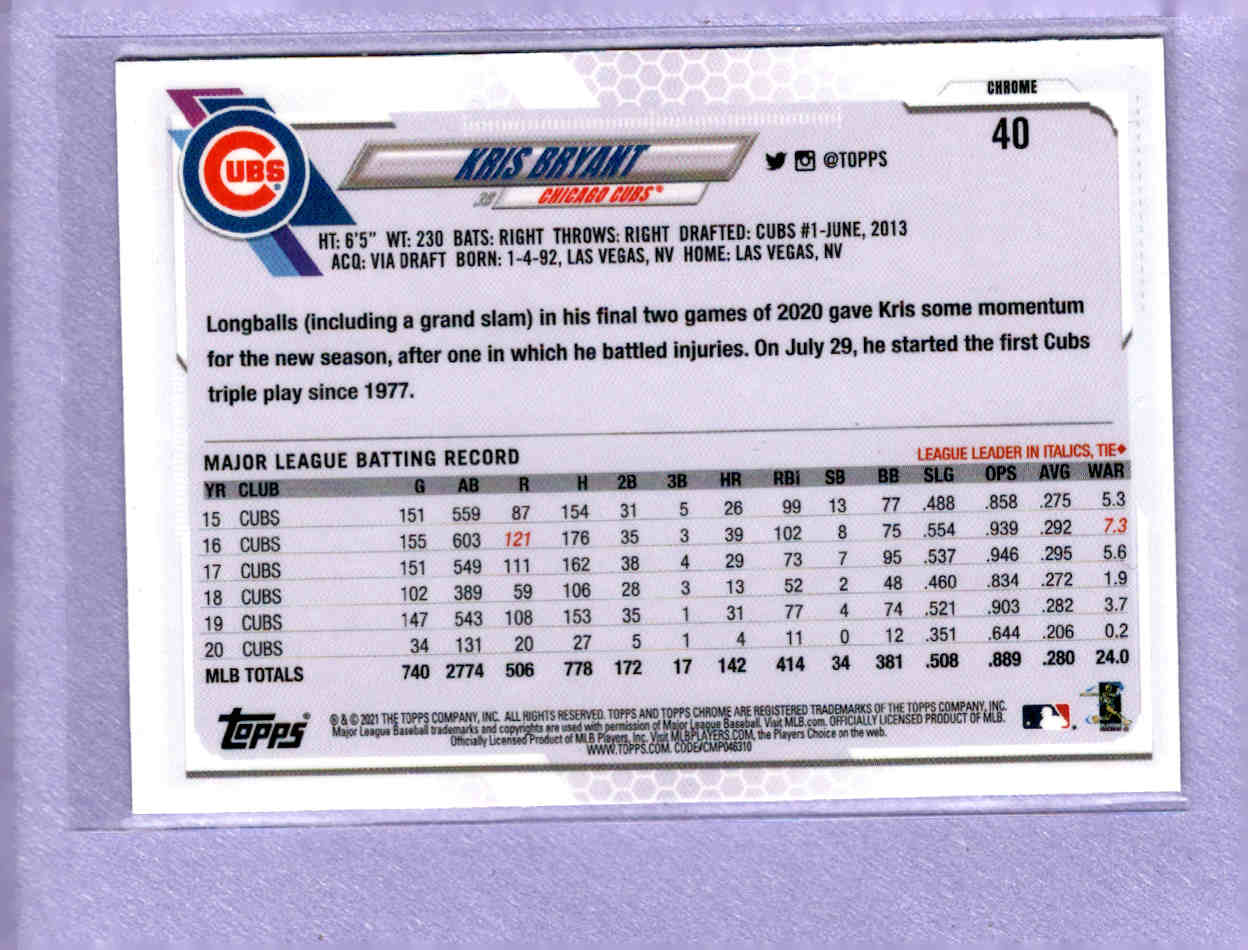 CHROME
40
CUBS®
KRIS BRYANT
@TOPPS
3B CHICAGO CUBS®
HT: 6'5" WT: 230 BATS: RIGHT THROWS: RIGHT DRAFTED: CUBS #1-JUNE, 2013
ACQ: VIA DRAFT BORN: 1-4-92, LAS VEGAS, NV HOME: LAS VEGAS, NV
Longballs (including a grand slam) in his final two games of 2020 gave Kris some momentum
for the new season, after one in which he battled injuries. On July 29, he started the first Cubs
triple play since 1977.
MAJOR LEAGUE BATTING RECORD LEAGUE LEADER IN ITALICS, TIE♦
YR CLUB G AB R H 2B 3B HR RBI SB BB SLG OPS AVG WAR
15 CUBS 151 559 87 154 31 5 26 99 13 77 .488 .858 .275 5.3
16 CUBS 155 603 121 176 35 3 39 102 8 75 .554 .939 .292 7.3
17 CUBS 151 549 111 162 38 4 29 73 7 95 .537 .946 .295 5.6
18 CUBS 102 389 59 106 28 3 13 52 2 48 .460 .834 .272 1.9
19 CUBS 147 543 108 153 35 1 31 77 4 74 .521 .903 .282 3.7
20 CUBS 34 131 20 27 5 1 4 11 0 12 .351 .644 .206 0.2
MLB TOTALS 740 2774 506 778 172 17 142 414 34 381 .508 .889 .280 24.0
Topps®
® & © 2021 THE TOPPS COMPANY, INC. ALL RIGHTS RESERVED. TOPPS AND TOPPS CHROME ARE REGISTERED TRADEMARKS OF THE TOPPS COMPANY, INC.
Major League Baseball trademarks and copyrights are used with permission of Major League Baseball. Visit MLB.com. OFFICIALLY LICENSED PRODUCT OF MLB.
Officially Licensed Product of MLB Players, Inc. Visit MLBPLAYERS.COM, the Players Choice on the web.
WWW.TOPPS.COM. CODE#CMP046310